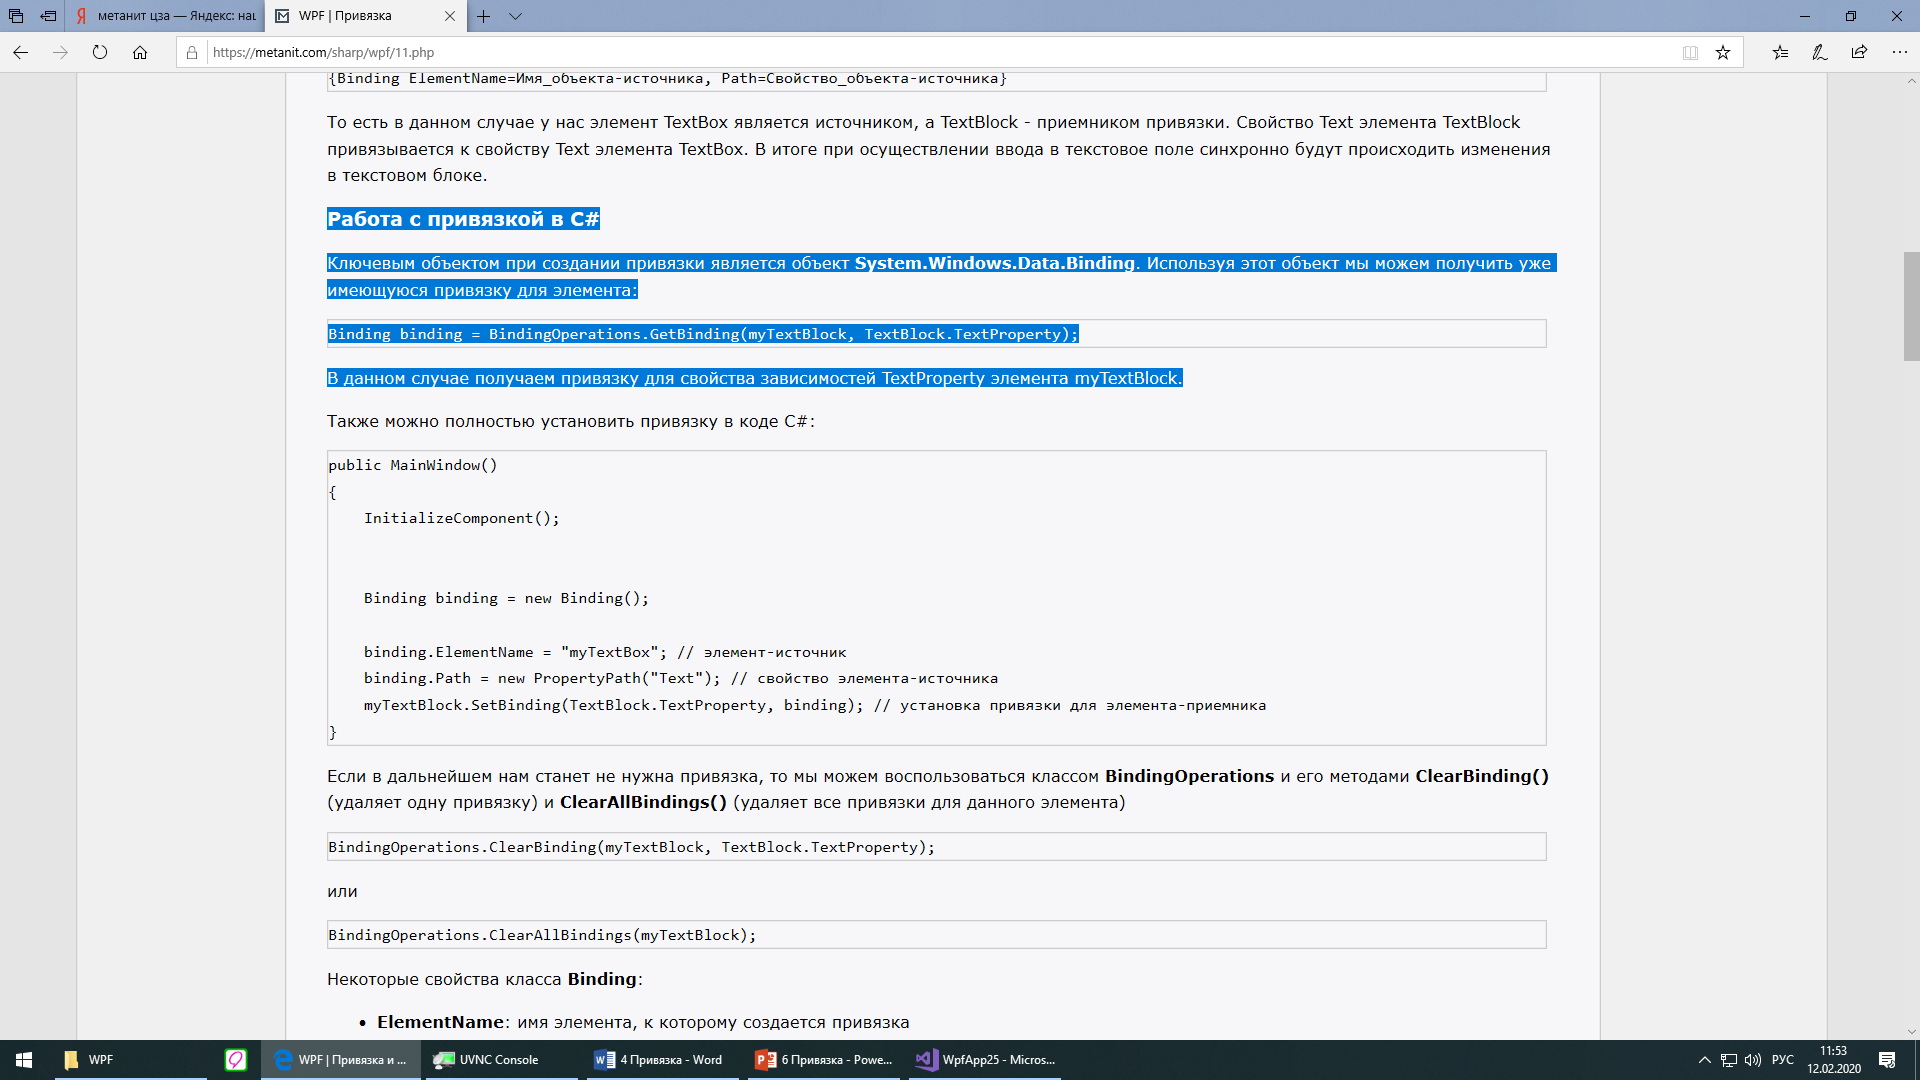 метанит цза — Яндекс: наш
WPF | Привязка
https://metanit.com/sharp/wpf/11.php
{Binding ElementName=Имя_объекта-источника, Path=Свойство_объекта-источника}
То есть в данном случае у нас элемент TextBox является источником, а TextBlock - приемником привязки. Свойство Text элемента TextBlock
привязывается к свойству Text элемента TextBox. В итоге при осуществлении ввода в текстовое поле синхронно будут происходить изменения
в текстовом блоке.
Работа с привязкой в C#
Ключевым объектом при создании привязки является объект System.Windows.Data.Binding. Используя этот объект мы можем получить уже
имеющуюся привязку для элемента:
Binding binding = BindingOperations.GetBinding(myTextBlock, TextBlock.TextProperty);
В данном случае получаем привязку для свойства зависимостей TextProperty элемента myTextBlock.
Также можно полностью установить привязку в коде C#:
public MainWindow()
{
InitializeComponent();
Binding binding = new Binding();
binding.ElementName = "myTextBox"; // элемент-источник
binding.Path = new PropertyPath("Text"); // свойство элемента-источника
myTextBlock.SetBinding(TextBlock.TextProperty, binding); // установка привязки для элемента-приемника
}
Если в дальнейшем нам станет не нужна привязка, то мы можем воспользоваться классом BindingOperations и его методами ClearBinding()
(удаляет одну привязку) и ClearAllBindings() (удаляет все привязки для данного элемента)
BindingOperations.ClearBinding(myTextBlock, TextBlock.TextProperty);
или
BindingOperations.ClearAllBindings(myTextBlock);
Некоторые свойства класса Binding:
• ElementName: имя элемента, к которому создается привязка
WPF
WPF | Привязка и ...
UVNC Console
4 Привязка - Word
6 Привязка - Powe...
WpfApp25 - Micros...
РУС
11:53
12.02.2020